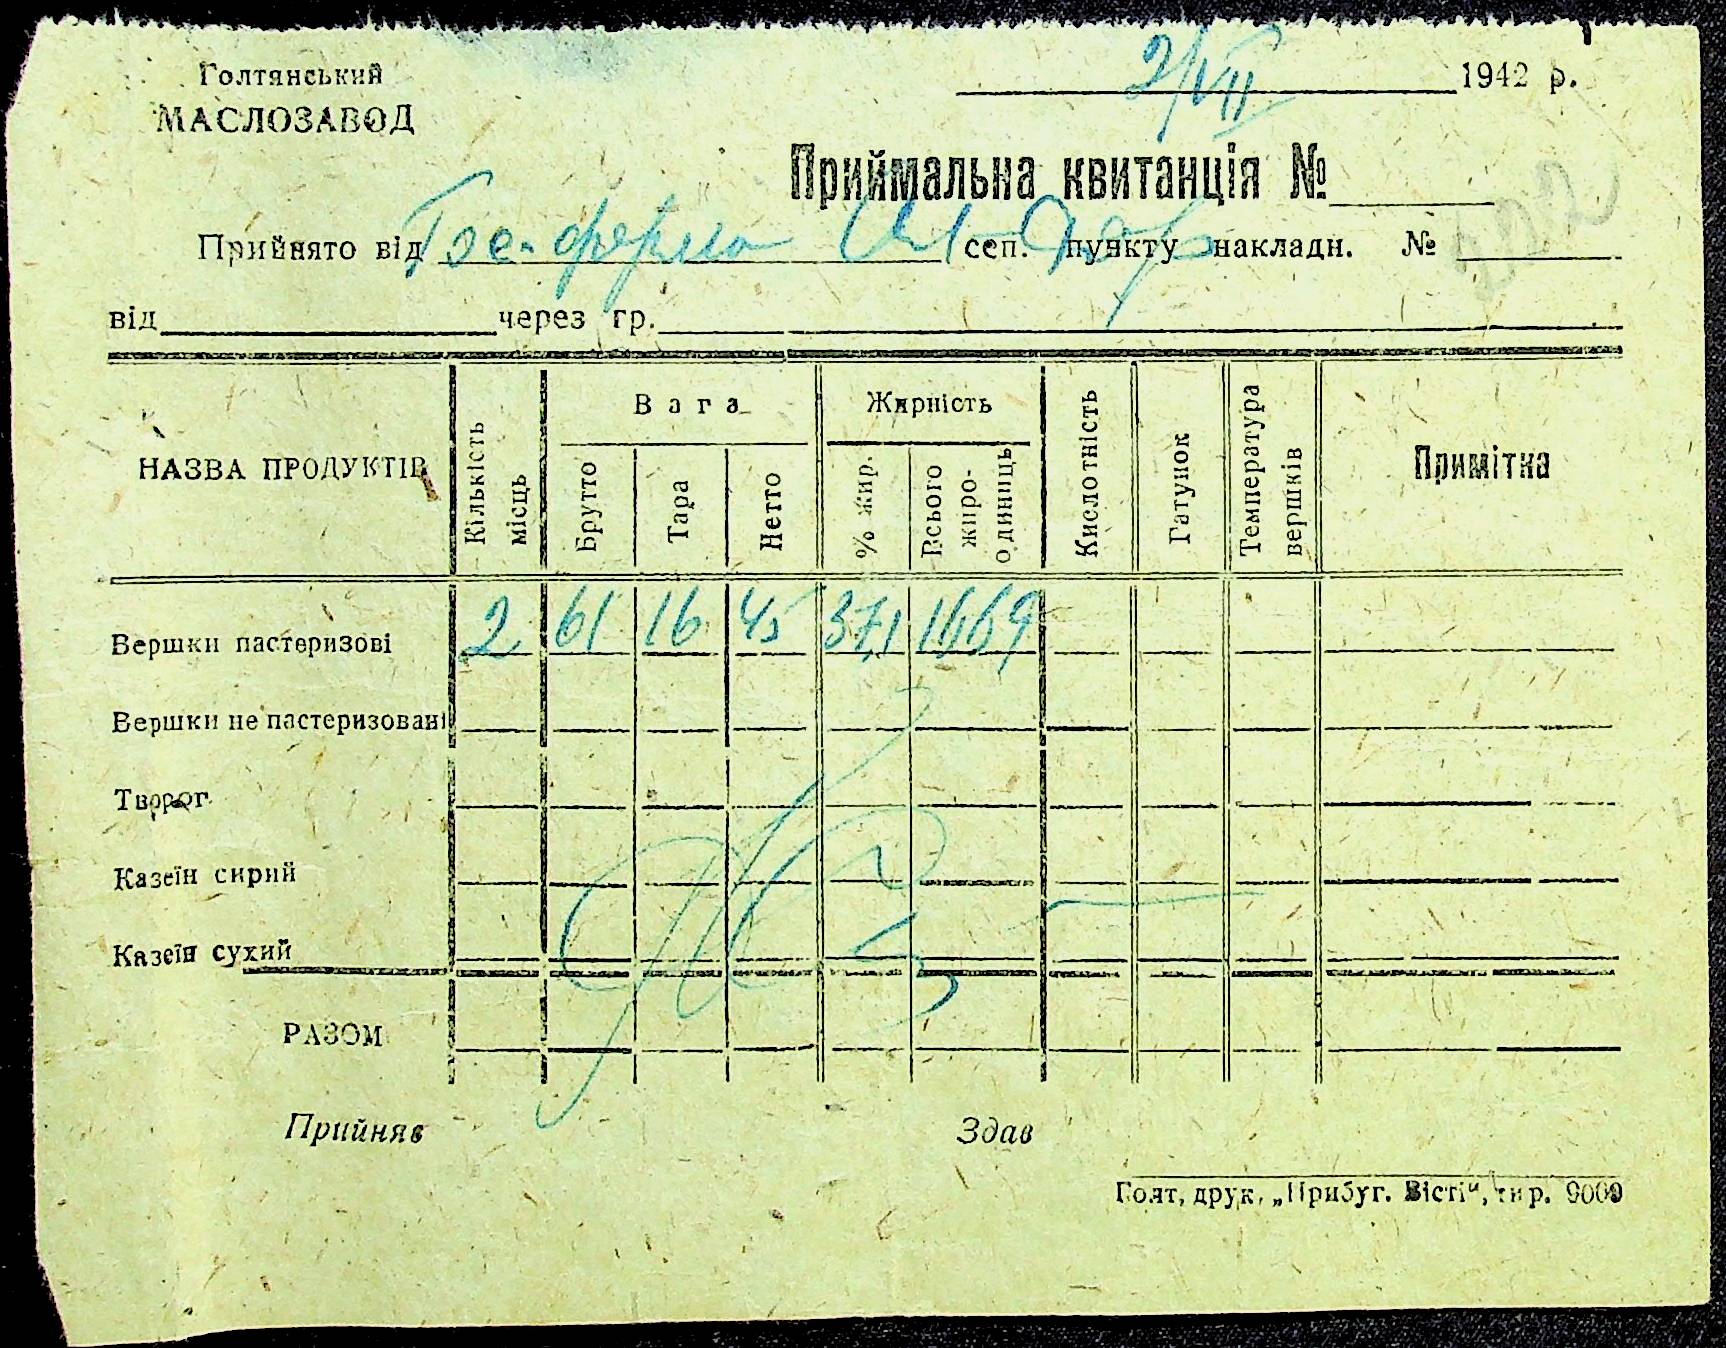 Голтянський
МАСЛОЗАВОД
2/VII 1942 р.
Приймальна квитанція №
Прийнято від Гос-ферма сеп. пункту накладн. №
від через гр.
НАЗВА ПРОДУКТІВ Кількість місць Вага Жирність Кислотність Гатунок Температура вершків Примітка
Брутто Тара Нетто % жир. Всього жиро-одиниць
Вершки пастеризові 2 61 16 45 37,1 1669
Вершки не пастеризовані
Творог
Казеїн сирий
Казеїн сухий
РАЗОМ
Прийняв Здав
Голт, друк. „Прибуг. Вісті", тир. 9000